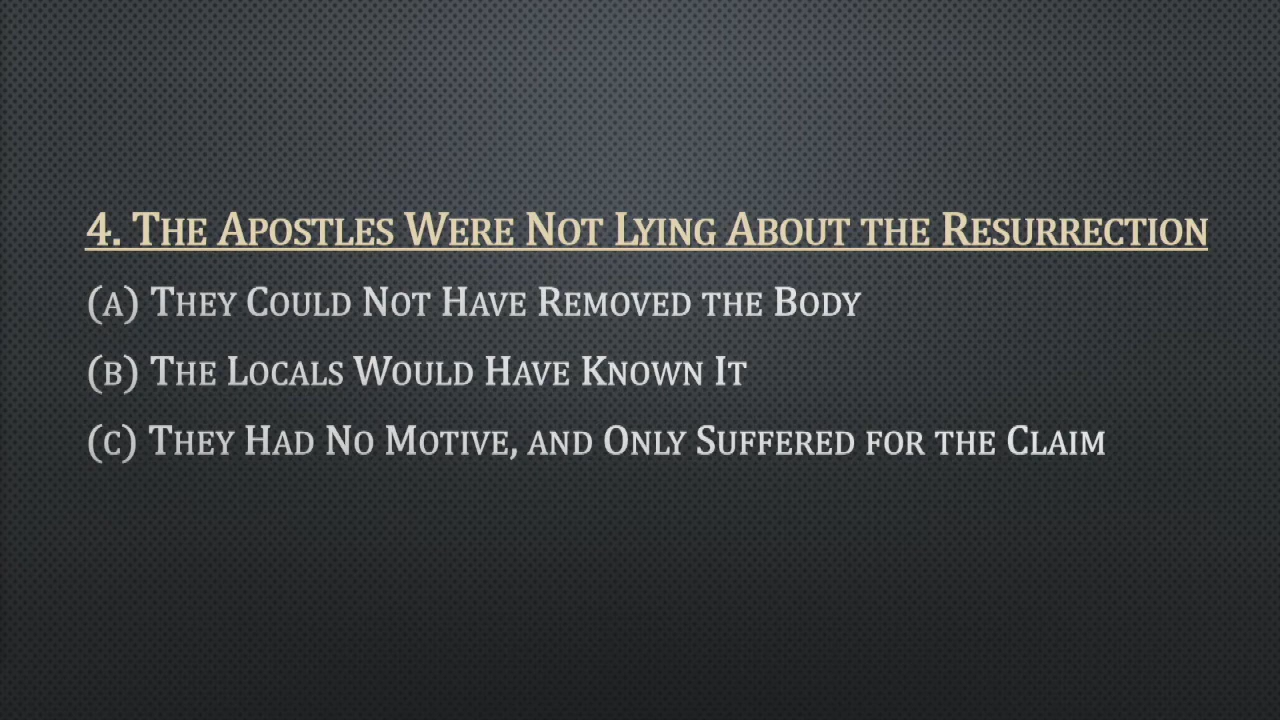 4. The Apostles Were Not Lying About the Resurrection
(a) They Could Not Have Removed the Body
(b) The Locals Would Have Known It
(c) They Had No Motive, and Only Suffered for the Claim